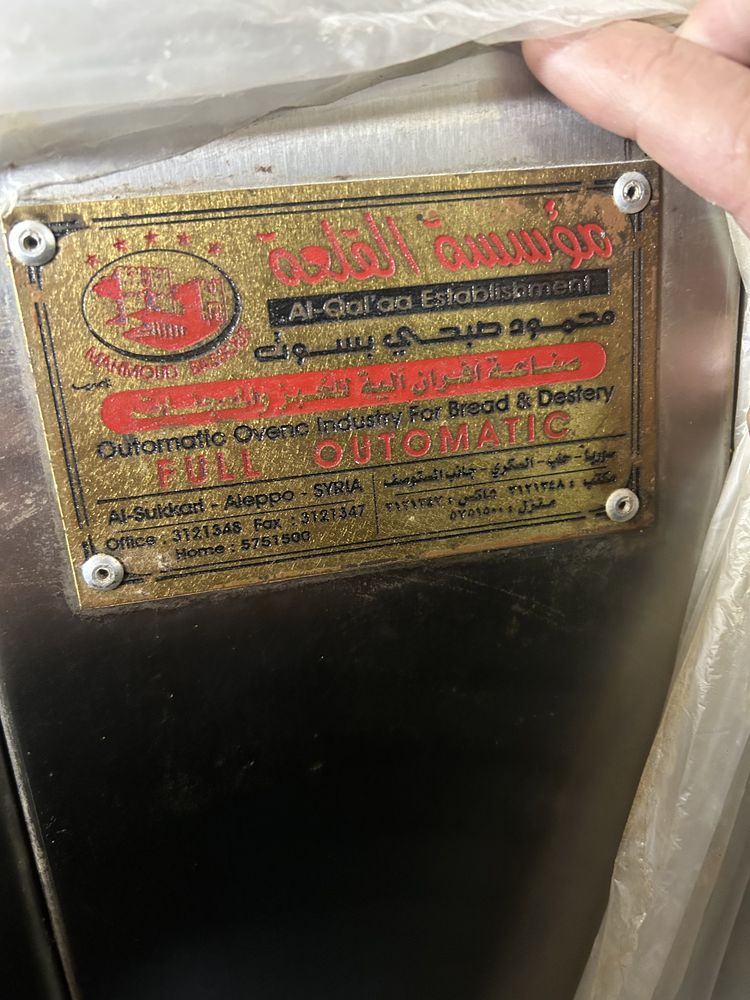 مؤسسة القلعة
Al-Qal'aa Establishment
محمود صبحي بسوت
MAHMOUD
صناعة افران آلية للخبز والمعجنات
Outomatic Ovenc Industry For Bread & Destery
FULL OUTOMATIC
Al-Sukkari - Aleppo - SYRIA
Office : 3121348 Fax : 3121347
Home : 5751500
سوريا - حلب - السكري - جانب المستوصف
مكتب : ٣١٢١٣٤٨ فاكس : ٣١٢١٣٤٧
منزل : ٥٧٥١٥٠٠